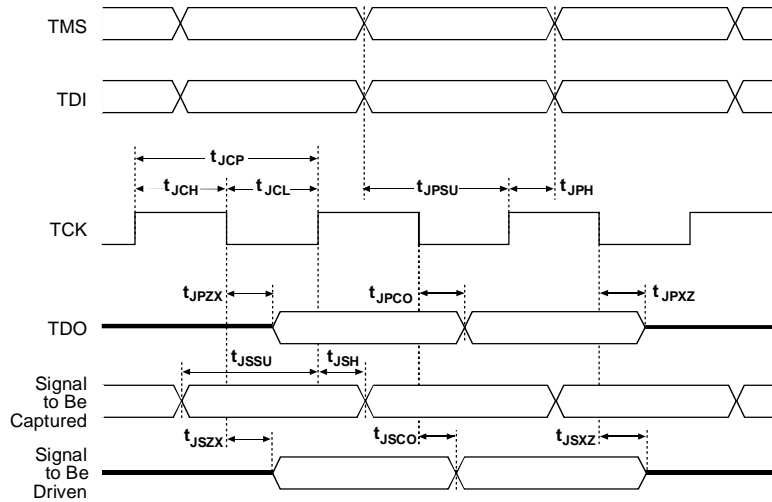 TMS
TDI
tJCP
tJCH tJCL tJPSU tJPH
TCK
tJPZX tJPCO tJPXZ
TDO
tJSSU tJSH
Signal
to Be
Captured
tJSZX tJSCO tJSXZ
Signal
to Be
Driven